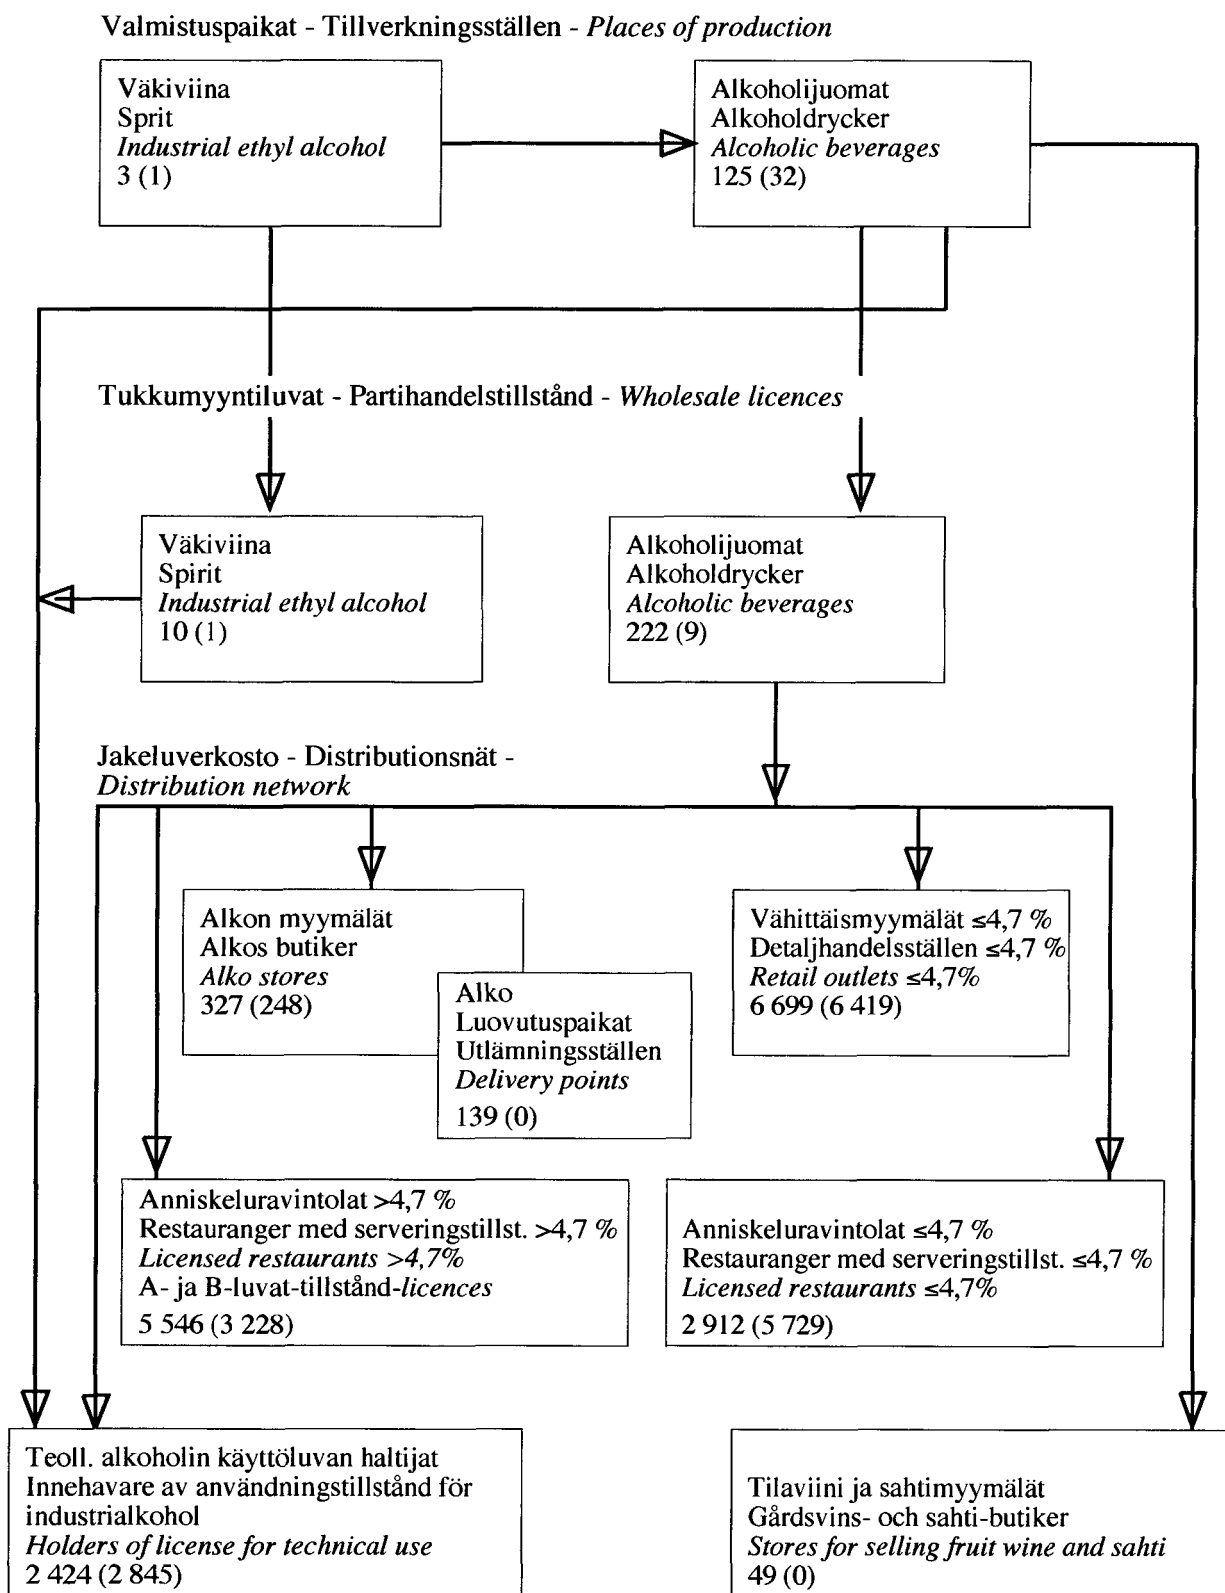 Valmistuspaikat - Tillverkningsställen - Places of production
Väkiviina
Sprit
Industrial ethyl alcohol
3 (1)
Alkoholijuomat
Alkoholdrycker
Alcoholic beverages
125 (32)
Tukkumyyntiluvat - Partihandelstillstånd - Wholesale licences
Väkiviina
Spirit
Industrial ethyl alcohol
10 (1)
Alkoholijuomat
Alkoholdrycker
Alcoholic beverages
222 (9)
Jakeluverkosto - Distributionsnät -
Distribution network
Alkon myymälät
Alkos butiker
Alko stores
327 (248)
Alko
Luovutuspaikat
Utlämningsställen
Delivery points
139 (0)
Vähittäismyymälät ≤4,7 %
Detaljhandelsställen ≤4,7 %
Retail outlets ≤4,7%
6 699 (6 419)
Anniskeluravintolat >4,7 %
Restauranger med serveringstillst. >4,7 %
Licensed restaurants >4,7%
A- ja B-luvat-tillstånd-licences
5 546 (3 228)
Anniskeluravintolat ≤4,7 %
Restauranger med serveringstillst. ≤4,7 %
Licensed restaurants ≤4,7%
2 912 (5 729)
Teoll. alkoholin käyttöluvan haltijat
Innehavare av användningstillstånd för
industrialkohol
Holders of license for technical use
2 424 (2 845)
Tilaviini ja sahtimyymälät
Gårdsvins- och sahti-butiker
Stores for selling fruit wine and sahti
49 (0)